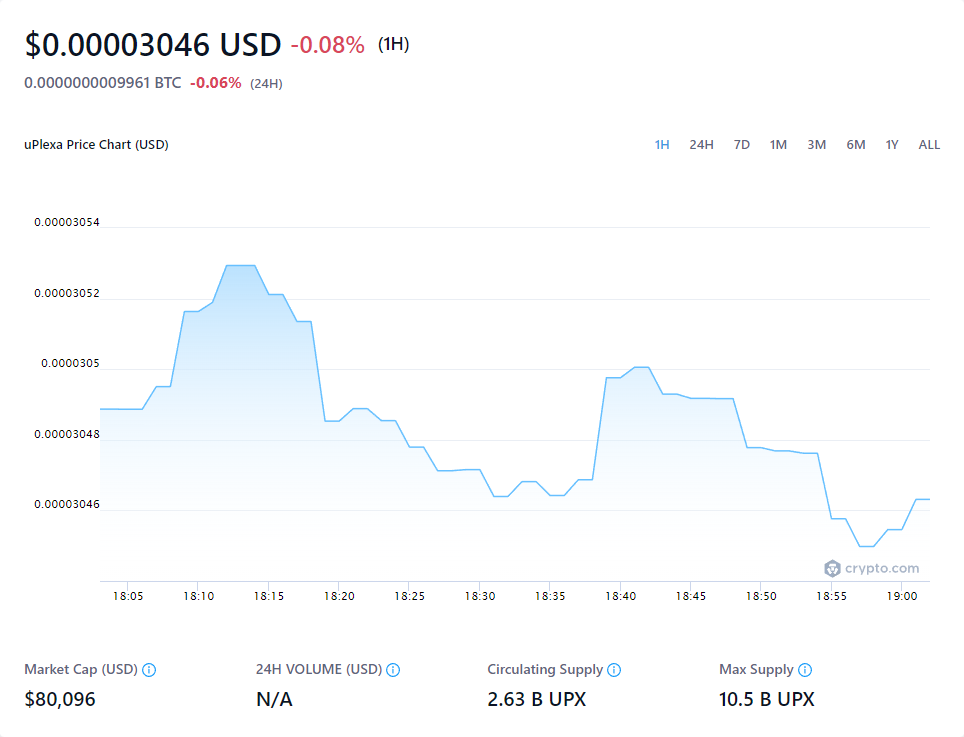 $0.00003046 USD -0.08% (1H)
0.0000000009961 BTC -0.06% (24H)
uPlexa Price Chart (USD)
1H 24H 7D 1M 3M 6M 1Y ALL
0.00003054
0.00003052
0.0000305
0.00003048
0.00003046
crypto.com
18:05 18:10 18:15 18:20 18:25 18:30 18:35 18:40 18:45 18:50 18:55 19:00
Market Cap (USD) 24H VOLUME (USD) Circulating Supply Max Supply
$80,096 N/A 2.63 B UPX 10.5 B UPX